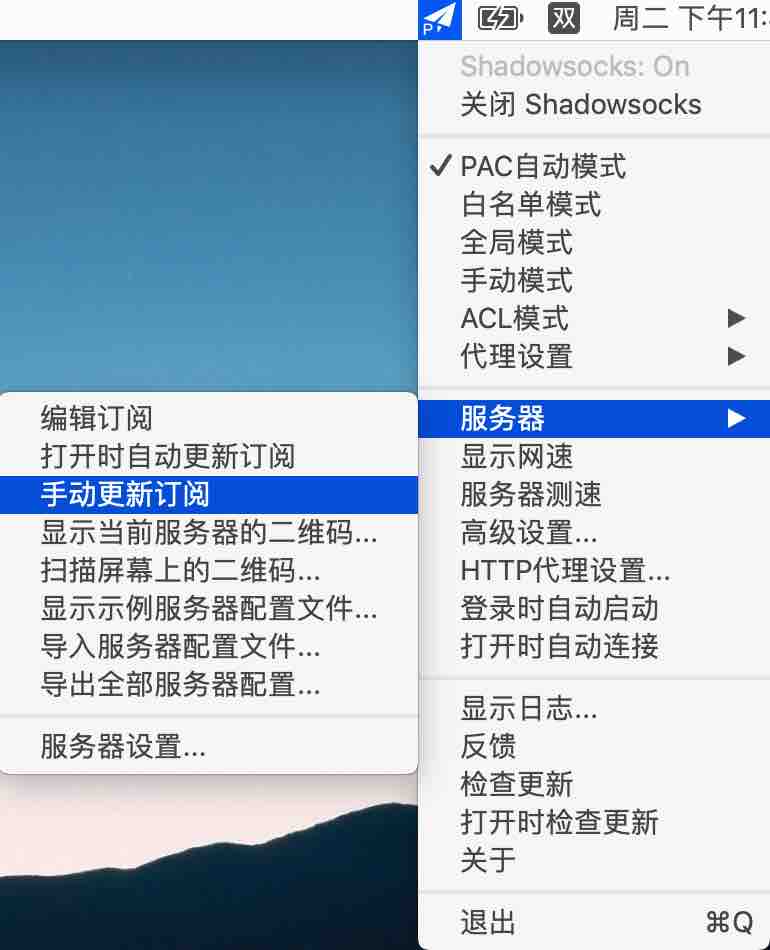 P
双
周二 下午11:
Shadowsocks: On
关闭 Shadowsocks
PAC自动模式
白名单模式
全局模式
手动模式
ACL模式
代理设置
服务器
显示网速
服务器测速
高级设置...
HTTP代理设置...
登录时自动启动
打开时自动连接
显示日志...
反馈
检查更新
打开时检查更新
关于
退出 ⌘Q
编辑订阅
打开时自动更新订阅
手动更新订阅
显示当前服务器的二维码...
扫描屏幕上的二维码...
显示示例服务器配置文件...
导入服务器配置文件...
导出全部服务器配置...
服务器设置...